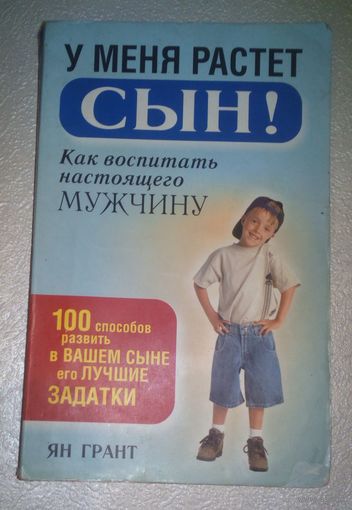 У МЕНЯ РАСТЕТ
СЫН!
Как воспитать
настоящего
МУЖЧИНУ
100 способов
развить
в ВАШЕМ СЫНЕ
его ЛУЧШИЕ
ЗАДАТКИ
ЯН ГРАНТ